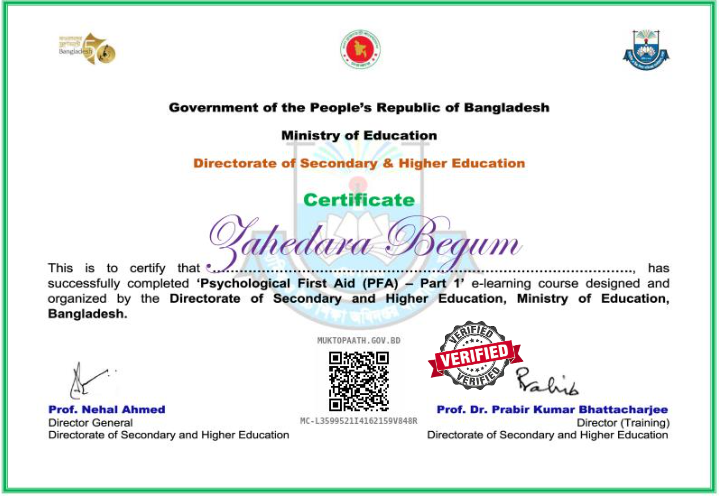 Bangladesh 50
Government of the People's Republic of Bangladesh
Ministry of Education
Directorate of Secondary & Higher Education
Certificate
Zahedara Begum
This is to certify that ......................................................................................., has
successfully completed ‘Psychological First Aid (PFA) – Part 1’ e-learning course designed and
organized by the Directorate of Secondary and Higher Education, Ministry of Education,
Bangladesh.
MUKTOPAATH.GOV.BD
VERIFIED
VERIFIED
VERIFIED
MC-L3599521I4162159V848R
Prof. Nehal Ahmed
Director General
Directorate of Secondary and Higher Education
Prof. Dr. Prabir Kumar Bhattacharjee
Director (Training)
Directorate of Secondary and Higher Education